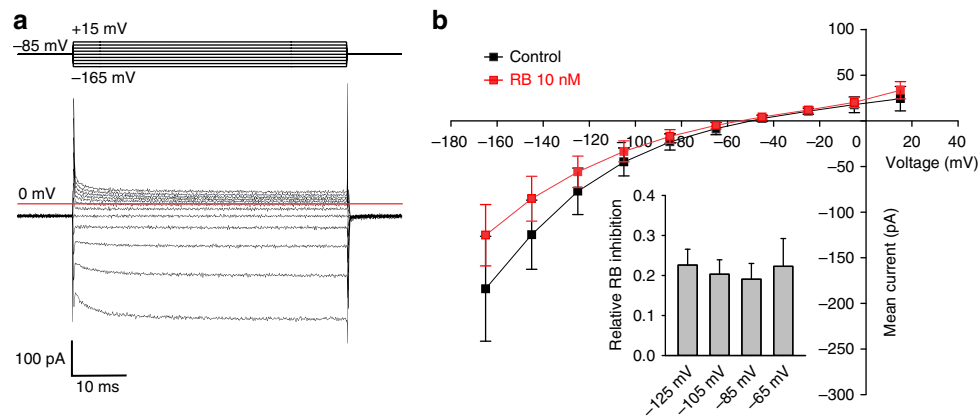 a
+15 mV
−85 mV
−165 mV
0 mV
100 pA
10 ms
b
Control
RB 10 nM
100
50
−180 −160 −140 −120 −100 −80 −60 −40 −20 0 20 40
Voltage (mV)
−50
−100
−150
−200
−250
−300
Mean current (pA)
Relative RB inhibition
0.4
0.3
0.2
0.1
0.0
−125 mV
−105 mV
−85 mV
−65 mV